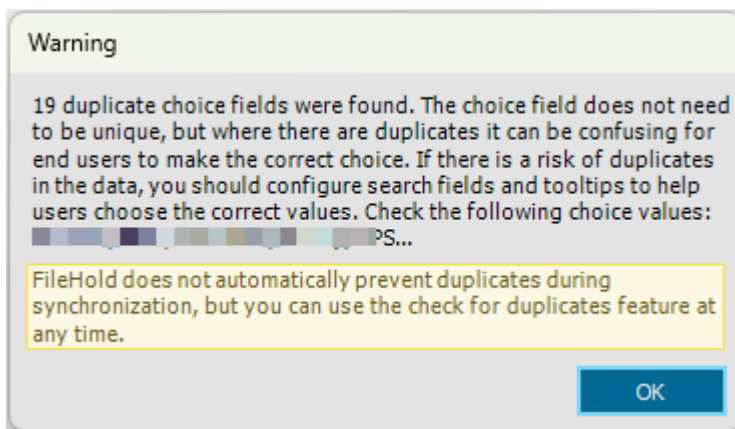 Warning
19 duplicate choice fields were found. The choice field does not need
to be unique, but where there are duplicates it can be confusing for
end users to make the correct choice. If there is a risk of duplicates
in the data, you should configure search fields and tooltips to help
users choose the correct values. Check the following choice values:
PS...
FileHold does not automatically prevent duplicates during
synchronization, but you can use the check for duplicates feature at
any time.
OK